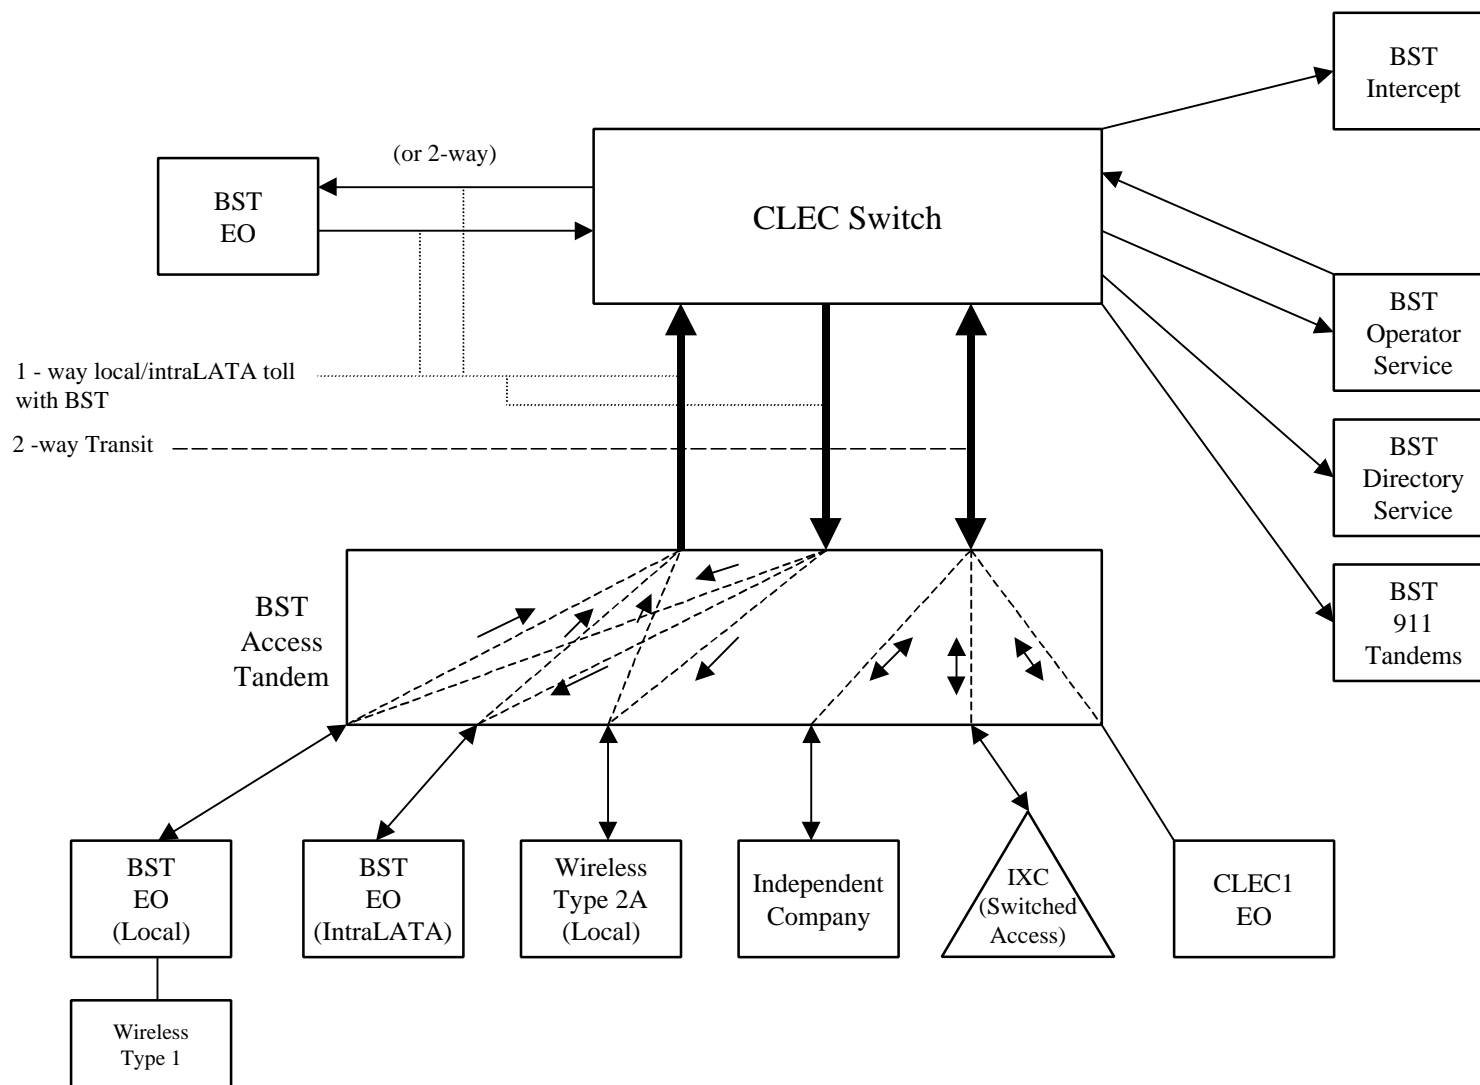 BST
Intercept
(or 2-way)
BST
EO
CLEC Switch
BST
Operator
Service
1 - way local/intraLATA toll
with BST
2 -way Transit
BST
Directory
Service
BST
911
Tandems
BST
Access
Tandem
BST
EO
(Local)
BST
EO
(IntraLATA)
Wireless
Type 2A
(Local)
Independent
Company
IXC
(Switched
Access)
CLEC1
EO
Wireless
Type 1